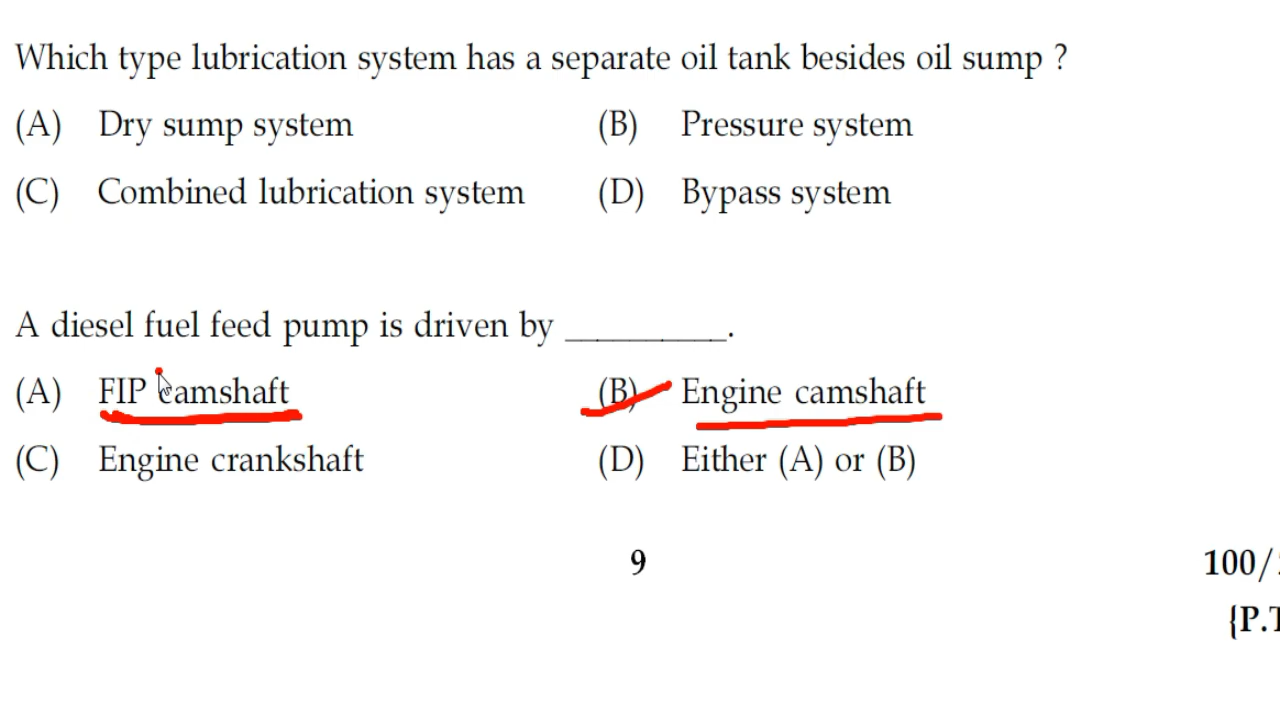 Which type lubrication system has a separate oil tank besides oil sump ?
(A) Dry sump system (B) Pressure system
(C) Combined lubrication system (D) Bypass system
A diesel fuel feed pump is driven by __________.
(A) FIP camshaft (B) Engine camshaft
(C) Engine crankshaft (D) Either (A) or (B)
9
100/
{P.T